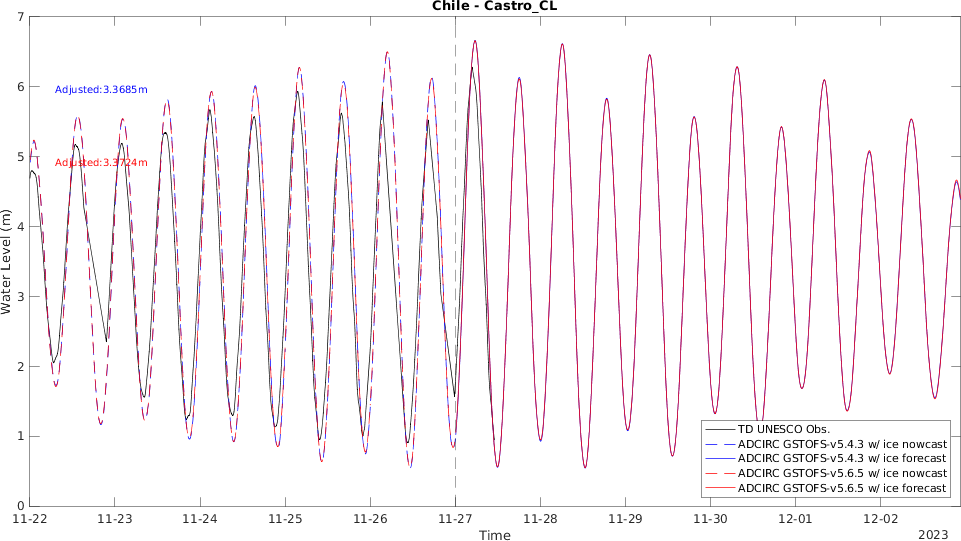 Chile - Castro_CL
7
6
5
4
3
2
1
0
Water Level (m)
Adjusted:3.3685m
Adjusted:3.3724m
TD UNESCO Obs.
ADCIRC GSTOFS-v5.4.3 w/ ice nowcast
ADCIRC GSTOFS-v5.4.3 w/ ice forecast
ADCIRC GSTOFS-v5.6.5 w/ ice nowcast
ADCIRC GSTOFS-v5.6.5 w/ ice forecast
11-22 11-23 11-24 11-25 11-26 11-27 11-28 11-29 11-30 12-01 12-02
Time
2023